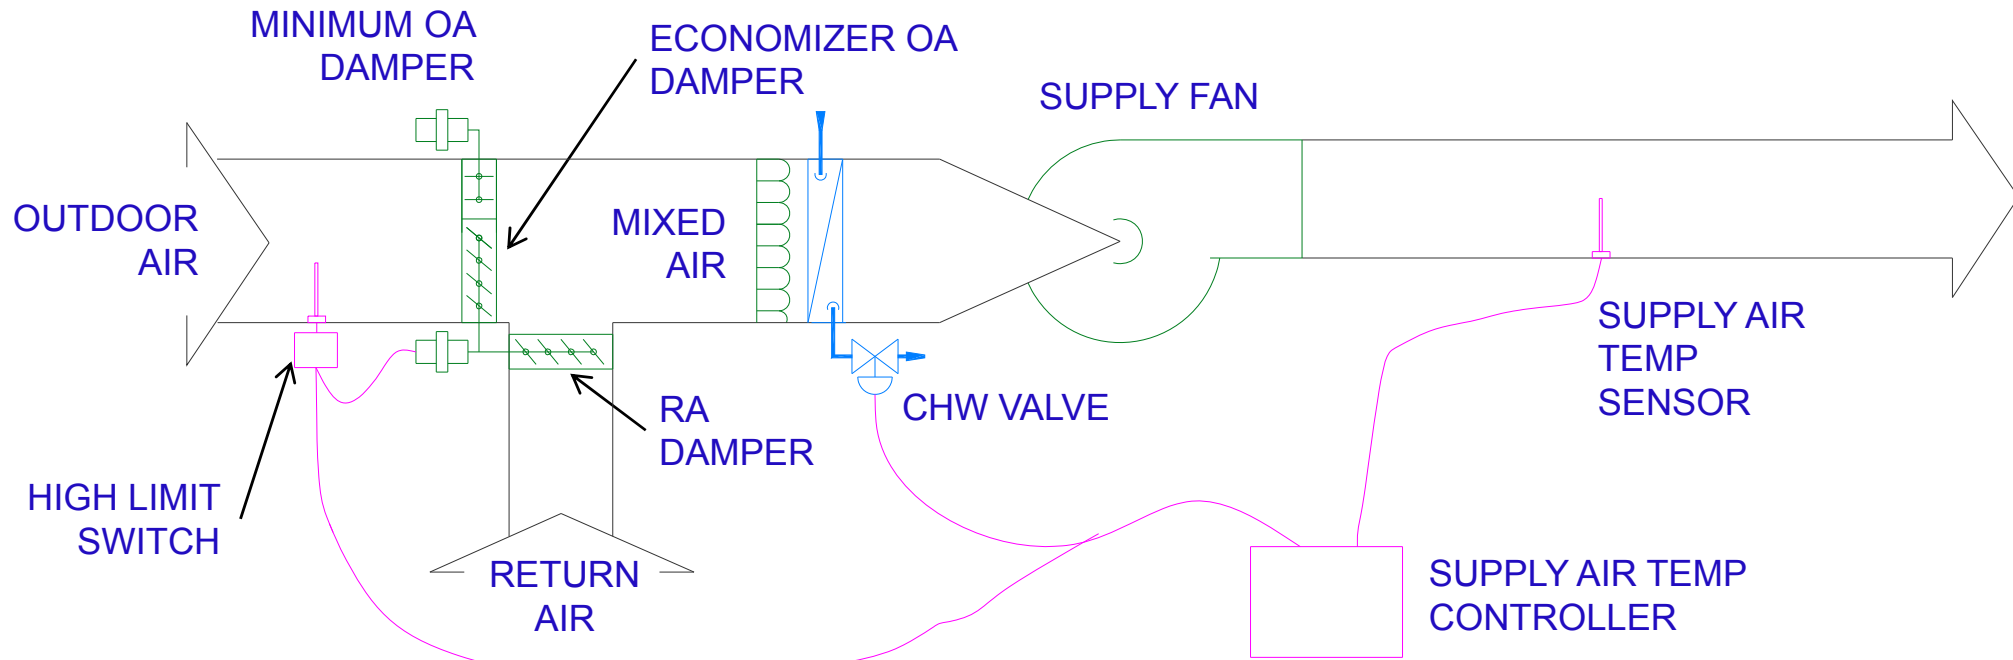 MINIMUM OA
DAMPER
ECONOMIZER OA
DAMPER
SUPPLY FAN
OUTDOOR
AIR
MIXED
AIR
SUPPLY AIR
TEMP
SENSOR
RA
DAMPER
CHW VALVE
HIGH LIMIT
SWITCH
RETURN
AIR
SUPPLY AIR TEMP
CONTROLLER